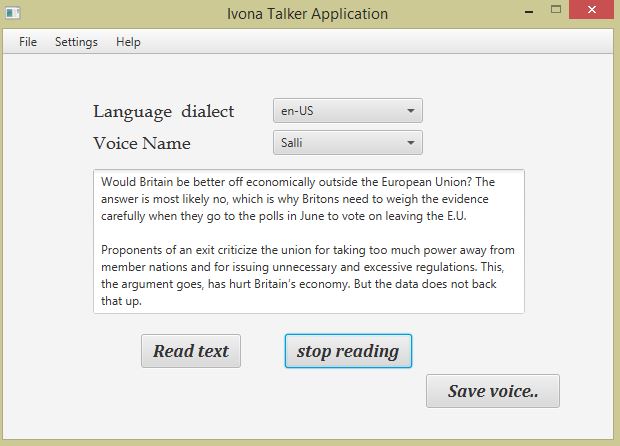 Ivona Talker Application
File Settings Help
Language dialect en-US
Voice Name Salli
Would Britain be better off economically outside the European Union? The
answer is most likely no, which is why Britons need to weigh the evidence
carefully when they go to the polls in June to vote on leaving the E.U.
Proponents of an exit criticize the union for taking too much power away from
member nations and for issuing unnecessary and excessive regulations. This,
the argument goes, has hurt Britain's economy. But the data does not back
that up.
Read text stop reading
Save voice..